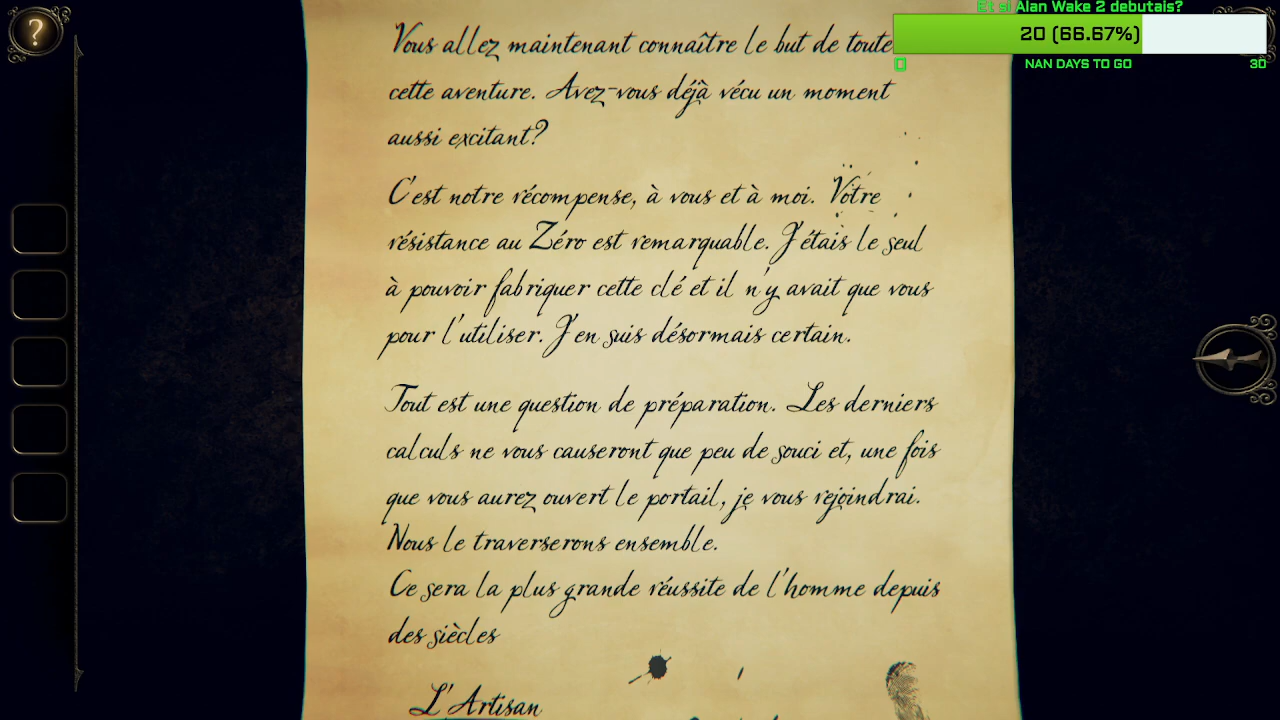 ?
Et si Alan Wake 2 debutais?
20 (66.67%)
0
NAN DAYS TO GO
30
Vous allez maintenant connaître le but de toute
cette aventure. Avez-vous déjà vécu un moment
aussi excitant?
C'est notre récompense, à vous et à moi. Votre
résistance au Zéro est remarquable. J'étais le seul
à pouvoir fabriquer cette clé et il n'y avait que vous
pour l'utiliser. J'en suis désormais certain.
Tout est une question de préparation. Les derniers
calculs ne vous causeront que peu de souci et, une fois
que vous aurez ouvert le portail, je vous rejoindrai.
Nous le traverserons ensemble.
Ce sera la plus grande réussite de l'homme depuis
des siècles
L'Artisan